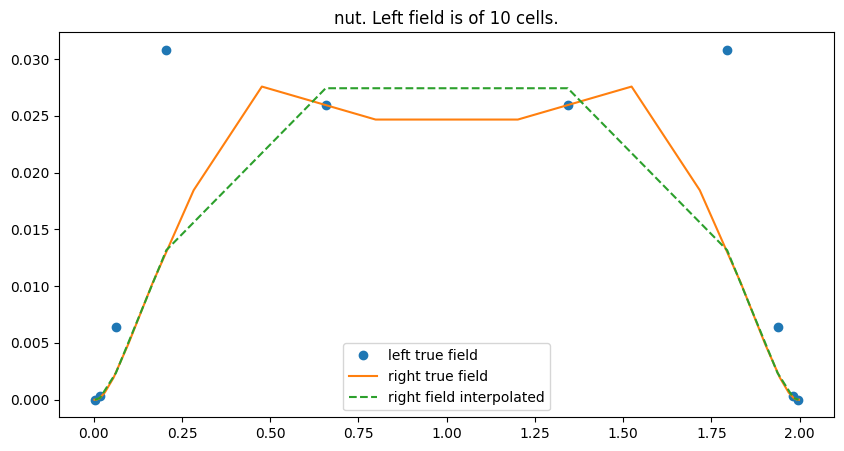 nut. Left field is of 10 cells.
0.030
0.025
0.020
0.015
0.010
0.005
0.000
left true field
right true field
right field interpolated
0.00 0.25 0.50 0.75 1.00 1.25 1.50 1.75 2.00